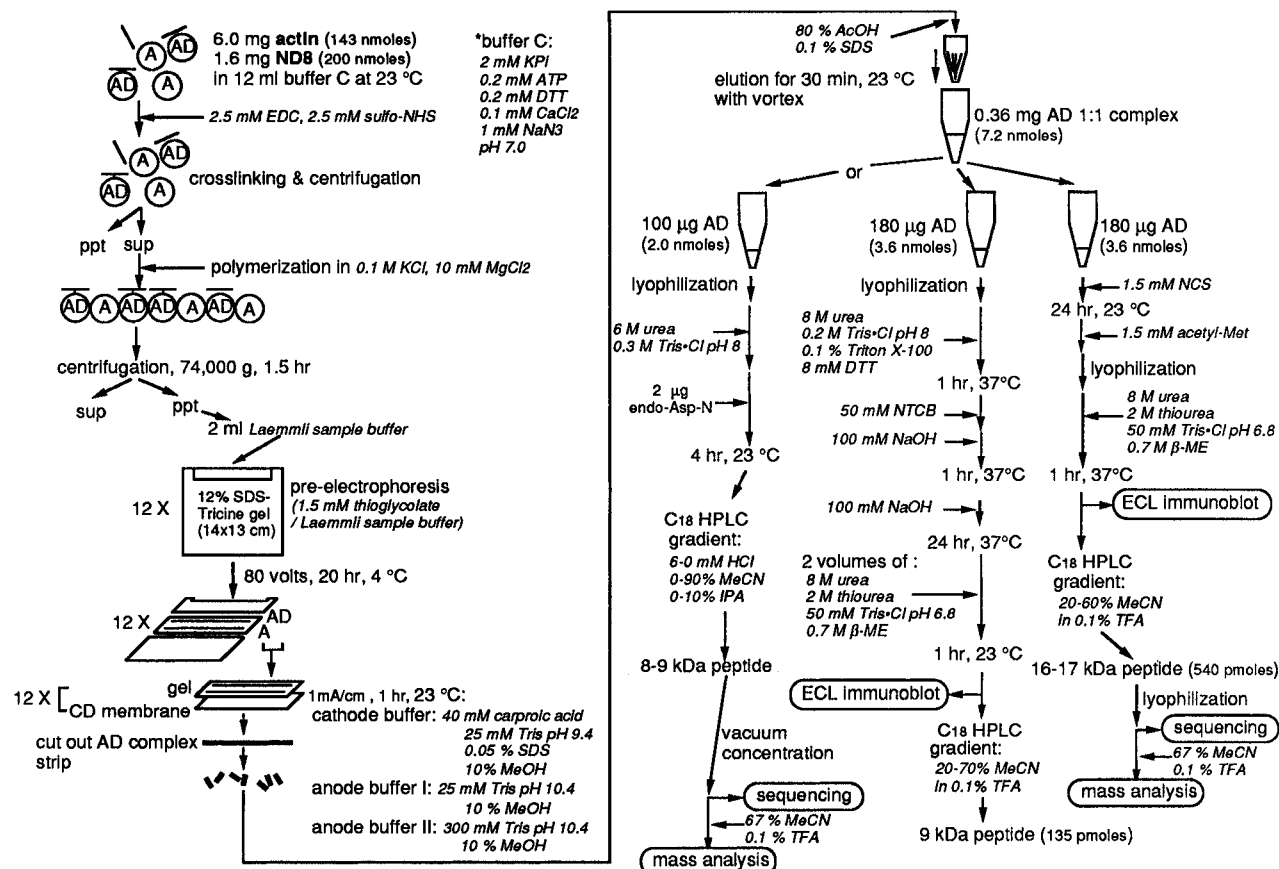 6.0 mg actin (143 nmoles)
1.6 mg ND8 (200 nmoles)
in 12 ml buffer C at 23 °C
A
AD
AD
A
2.5 mM EDC, 2.5 mM sulfo-NHS
A
AD
AD
A
crosslinking & centrifugation
ppt
sup
polymerization in 0.1 M KCl, 10 mM MgCl2
AD A AD AD A AD A
centrifugation, 74,000 g, 1.5 hr
sup
ppt
2 ml Laemmli sample buffer
12 X
12% SDS-
Tricine gel
(14x13 cm)
pre-electrophoresis
(1.5 mM thioglycolate
/ Laemmli sample buffer)
80 volts, 20 hr, 4 °C
12 X
AD
A
12 X
gel
CD membrane
1mA/cm , 1 hr, 23 °C:
cathode buffer: 40 mM carproic acid
25 mM Tris pH 9.4
0.05 % SDS
10% MeOH
cut out AD complex
strip
anode buffer I: 25 mM Tris pH 10.4
10 % MeOH
anode buffer II: 300 mM Tris pH 10.4
10 % MeOH
*buffer C:
2 mM KPi
0.2 mM ATP
0.2 mM DTT
0.1 mM CaCl2
1 mM NaN3
pH 7.0
80 % AcOH
0.1 % SDS
elution for 30 min, 23 °C
with vortex
0.36 mg AD 1:1 complex
(7.2 nmoles)
or
100 µg AD
(2.0 nmoles)
lyophilization
6 M urea
0.3 M Tris•Cl pH 8
2 µg
endo-Asp-N
4 hr, 23 °C
C18 HPLC
gradient:
6-0 mM HCl
0-90% MeCN
0-10% IPA
8-9 kDa peptide
vacuum
concentration
sequencing
67 % MeCN
0.1 % TFA
mass analysis
180 µg AD
(3.6 nmoles)
lyophilization
8 M urea
0.2 M Tris•Cl pH 8
0.1 % Triton X-100
8 mM DTT
1 hr, 37°C
50 mM NTCB
100 mM NaOH
1 hr, 37°C
100 mM NaOH
24 hr, 37°C
2 volumes of :
8 M urea
2 M thiourea
50 mM Tris•Cl pH 6.8
0.7 M β-ME
1 hr, 23 °C
ECL immunoblot
C18 HPLC
gradient:
20-70% MeCN
in 0.1% TFA
9 kDa peptide (135 pmoles)
180 µg AD
(3.6 nmoles)
1.5 mM NCS
24 hr, 23 °C
1.5 mM acetyl-Met
lyophilization
8 M urea
2 M thiourea
50 mM Tris•Cl pH 6.8
0.7 M β-ME
1 hr, 37°C
ECL immunoblot
C18 HPLC
gradient:
20-60% MeCN
in 0.1% TFA
16-17 kDa peptide (540 pmoles)
lyophilization
sequencing
67 % MeCN
0.1 % TFA
mass analysis